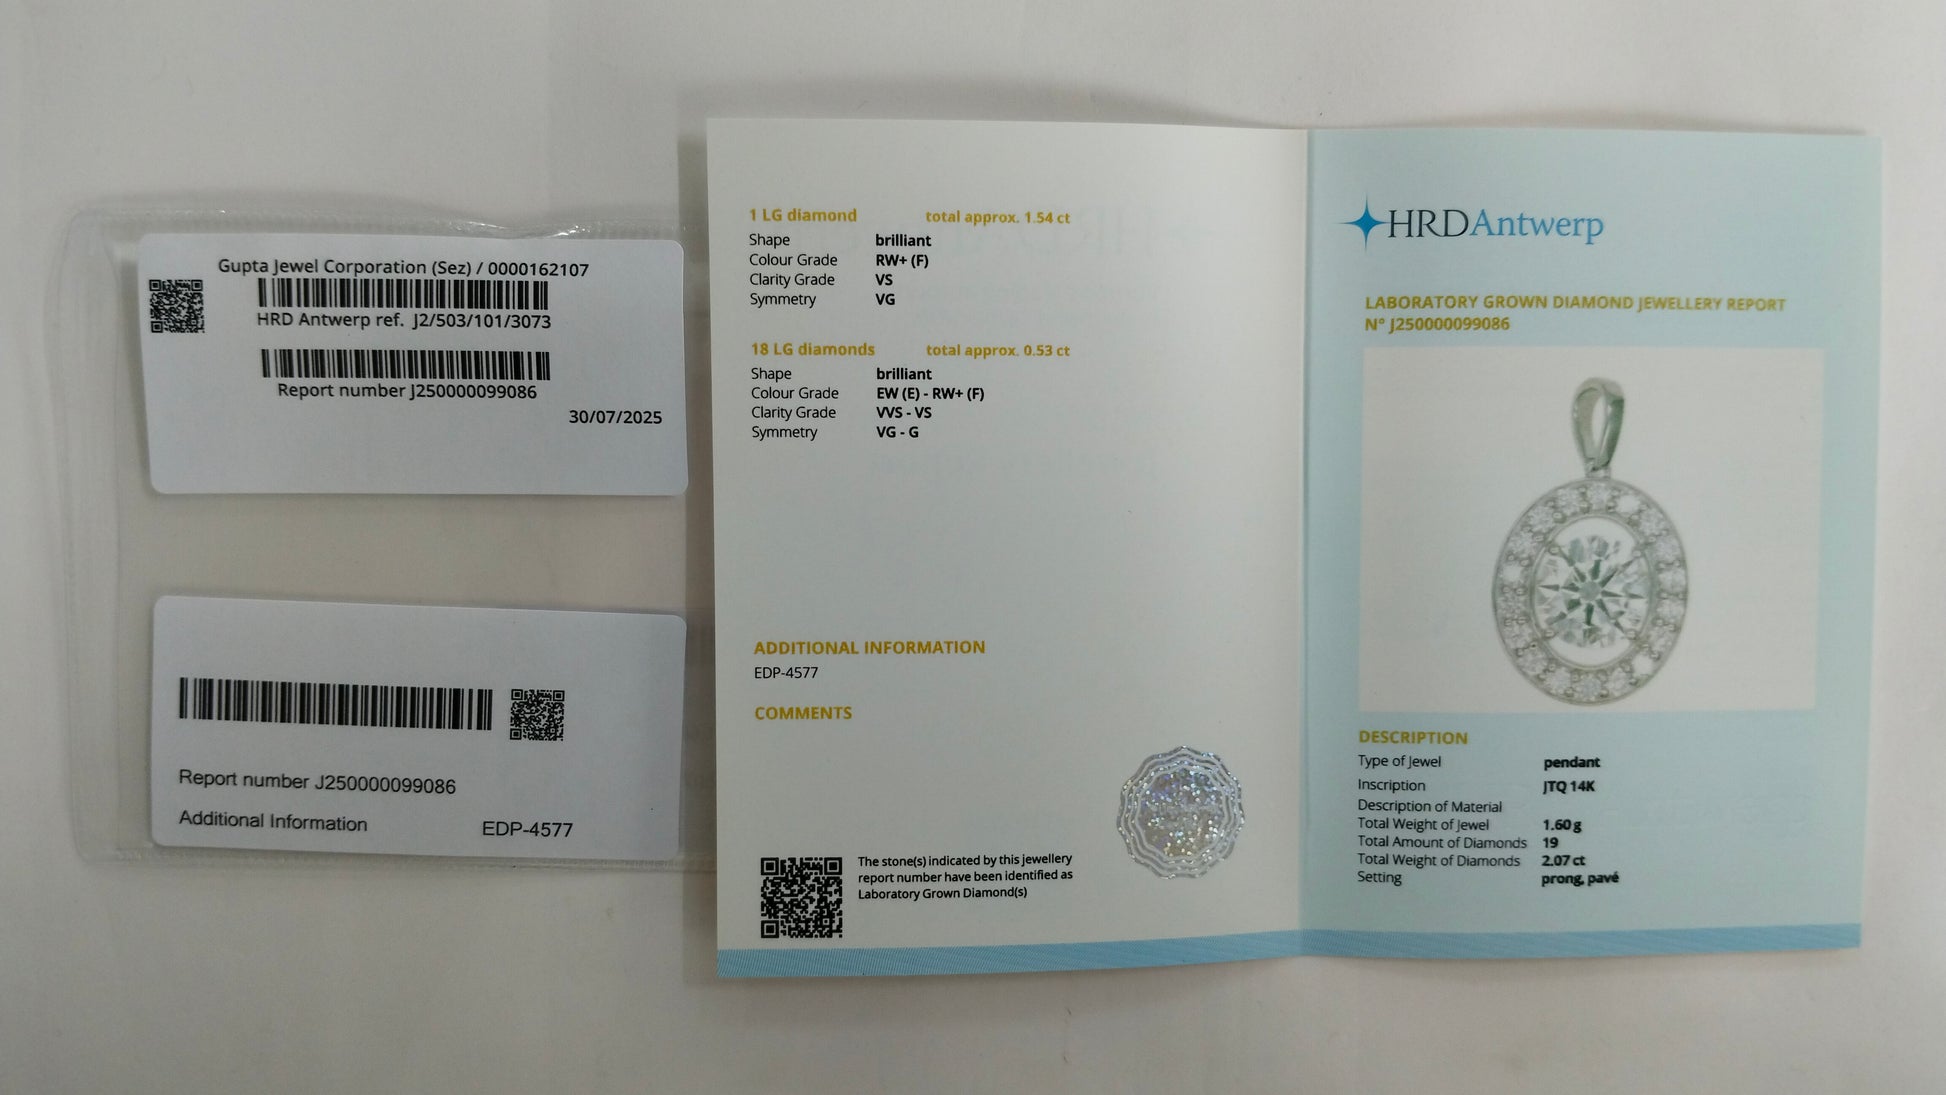 Gupta Jewel Corporation (Sez) / 0000162107
HRD Antwerp ref. J2/503/101/3073
Report number J250000099086
30/07/2025
Report number J250000099086
Additional Information EDP-4577
1 LG diamond total approx. 1.54 ct
Shape brilliant
Colour Grade RW+ (F)
Clarity Grade VS
Symmetry VG
18 LG diamonds total approx. 0.53 ct
Shape brilliant
Colour Grade EW (E) - RW+ (F)
Clarity Grade VVS - VS
Symmetry VG - G
ADDITIONAL INFORMATION
EDP-4577
COMMENTS
The stone(s) indicated by this jewellery
report number have been identified as
Laboratory Grown Diamond(s)
HRDAntwerp
LABORATORY GROWN DIAMOND JEWELLERY REPORT
N° J250000099086
DESCRIPTION
Type of Jewel pendant
Inscription JTQ 14K
Description of Material
Total Weight of Jewel 1.60 g
Total Amount of Diamonds 19
Total Weight of Diamonds 2.07 ct
Setting prong, pavé